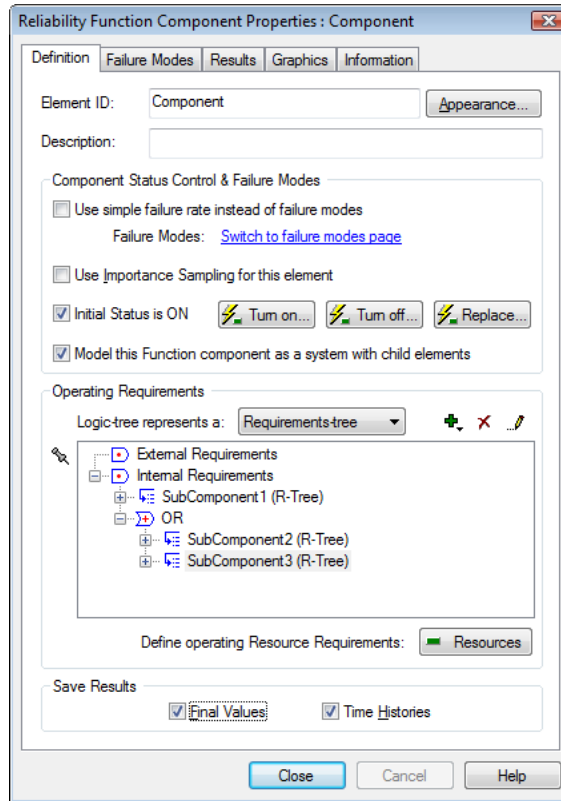 Reliability Function Component Properties : Component
Definition Failure Modes Results Graphics Information
Element ID: Component Appearance...
Description:
Component Status Control & Failure Modes
Use simple failure rate instead of failure modes
Failure Modes: Switch to failure modes page
Use Importance Sampling for this element
Initial Status is ON Turn on... Turn off... Replace...
Model this Function component as a system with child elements
Operating Requirements
Logic-tree represents a: Requirements-tree
External Requirements
Internal Requirements
SubComponent1 (R-Tree)
OR
SubComponent2 (R-Tree)
SubComponent3 (R-Tree)
Define operating Resource Requirements: Resources
Save Results
Final Values Time Histories
Close Cancel Help